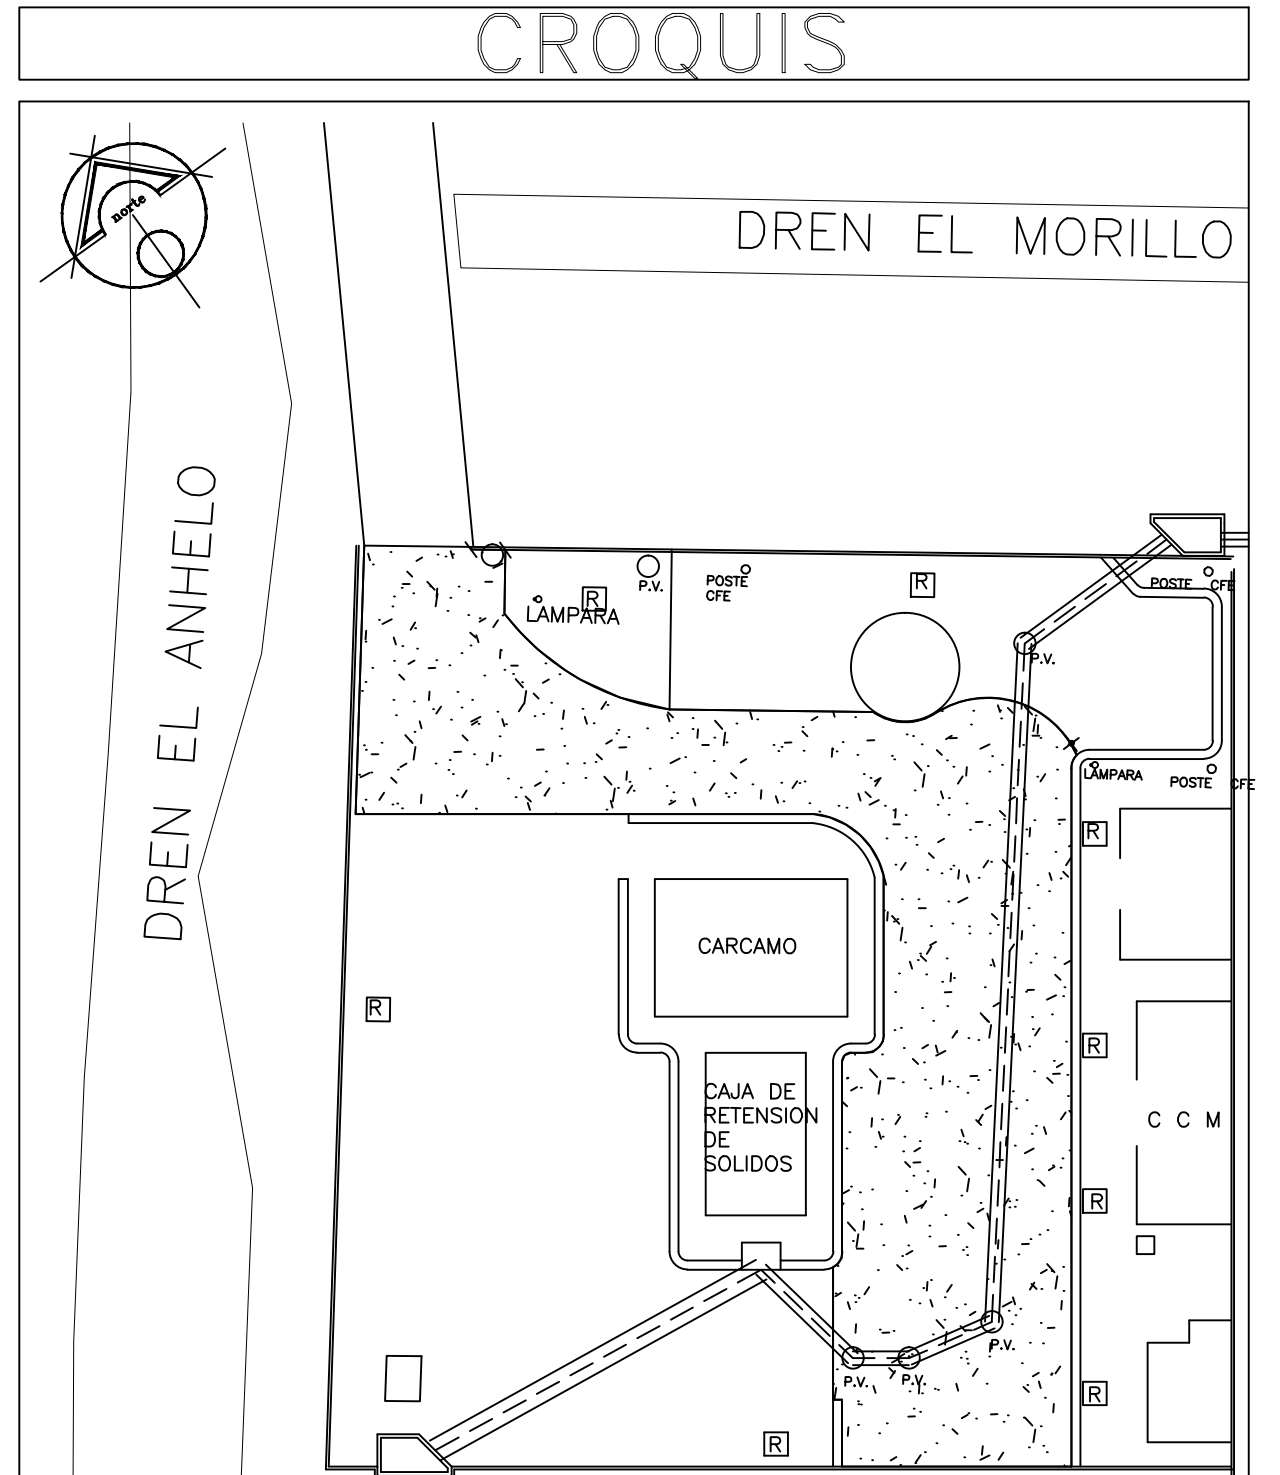 CROQUIS
norte
DREN EL MORILLO
DREN EL ANHELO
R
LAMPARA
P.V.
POSTE
CFE
R
POSTE CFE
P.V.
LAMPARA
POSTE CFE
R
CARCAMO
R
R
CAJA DE
RETENSION
DE
SOLIDOS
C C M
R
P.V.
P.V.
P.V.
R
R